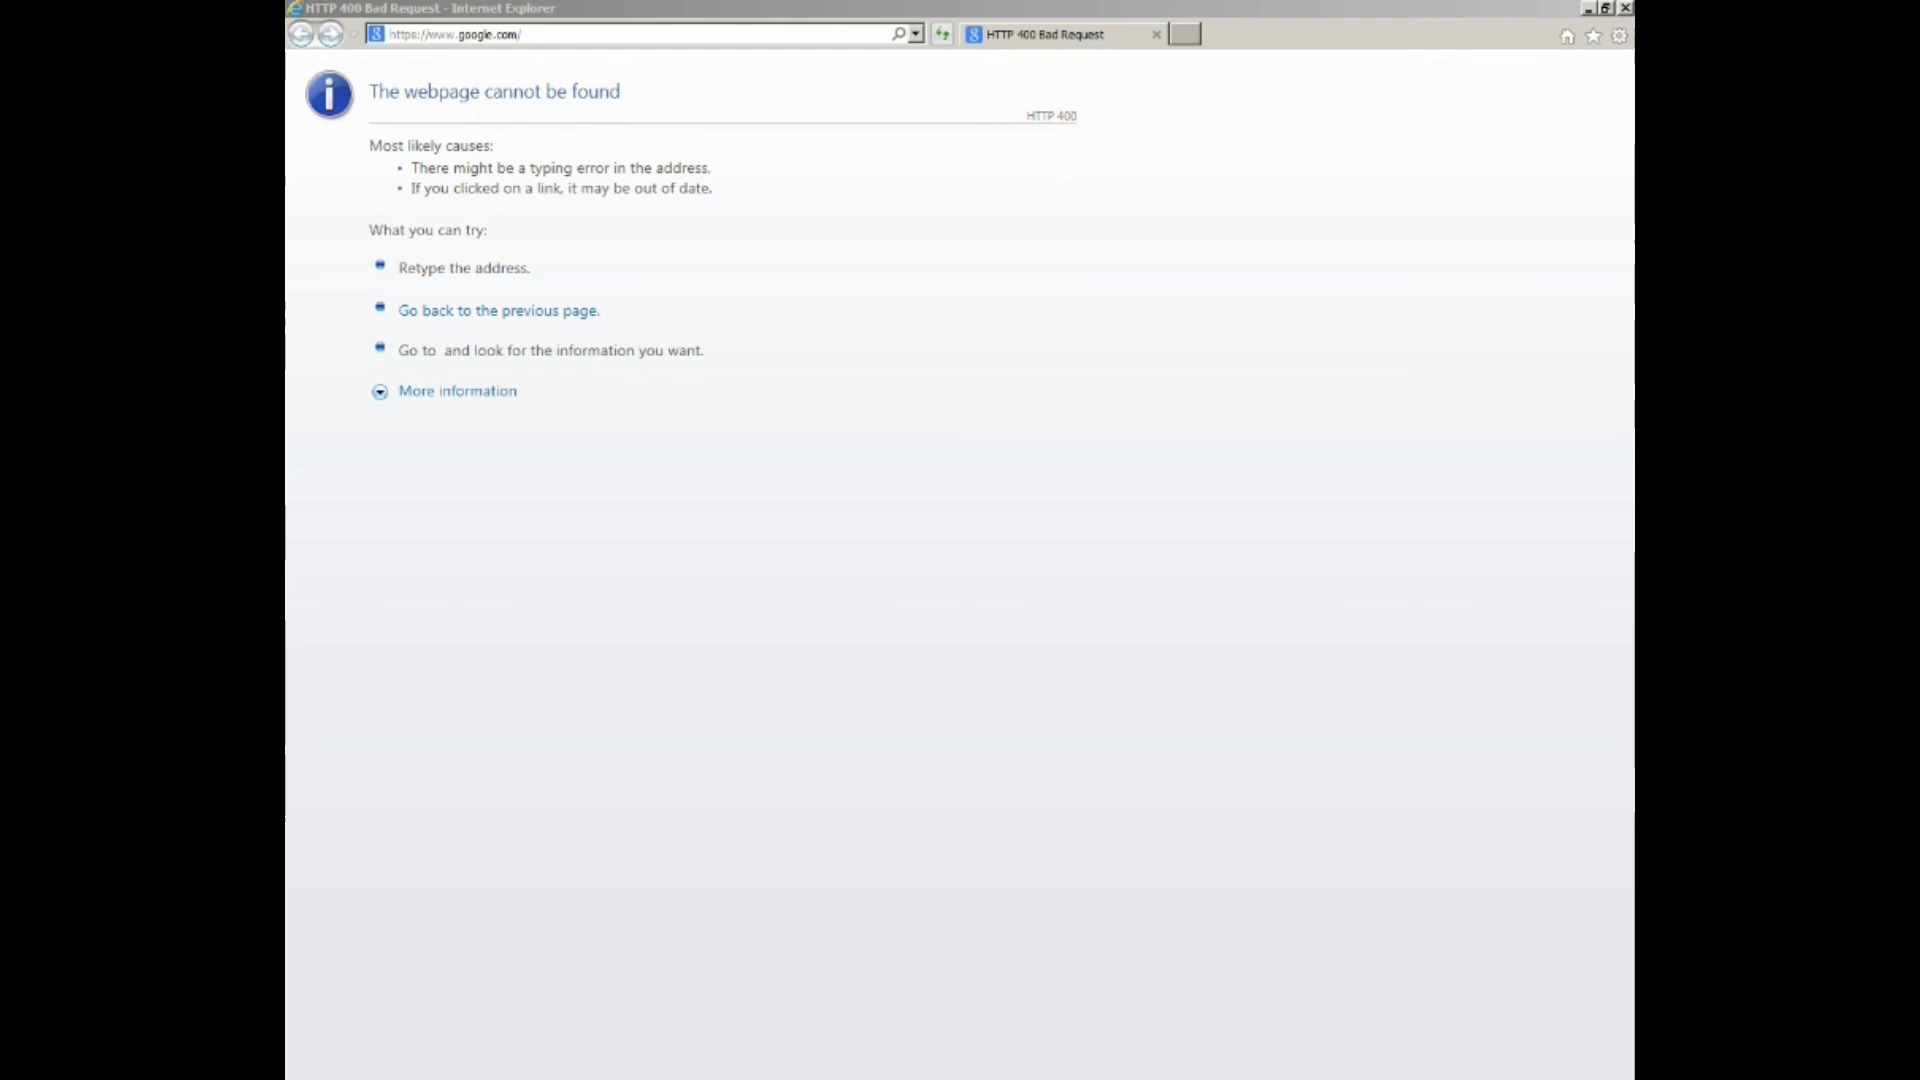 HTTP 400 Bad Request - Internet Explorer
https://www.google.com/
HTTP 400 Bad Request
The webpage cannot be found
HTTP 400
Most likely causes:
• There might be a typing error in the address.
• If you clicked on a link, it may be out of date.
What you can try:
Retype the address.
Go back to the previous page.
Go to  and look for the information you want.
More information